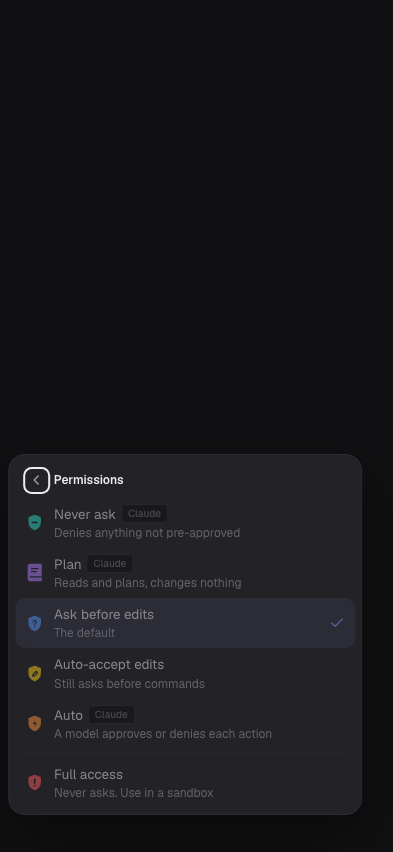 Permissions
Never ask Claude
Denies anything not pre-approved
Plan Claude
Reads and plans, changes nothing
Ask before edits
The default
Auto-accept edits
Still asks before commands
Auto Claude
A model approves or denies each action
Full access
Never asks. Use in a sandbox